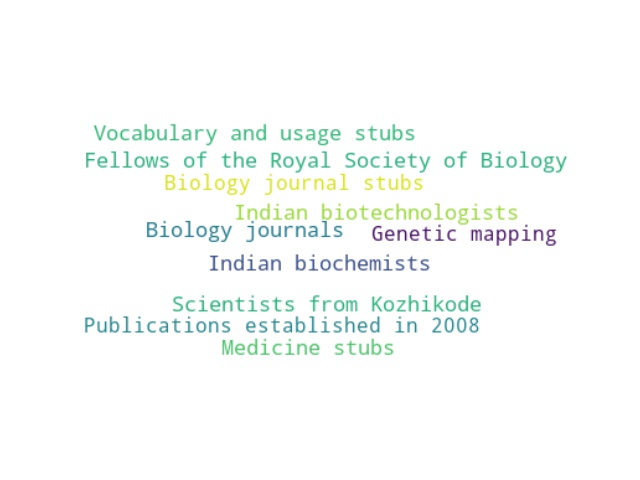 Vocabulary and usage stubs
Fellows of the Royal Society of Biology
Biology journal stubs
Indian biotechnologists
Biology journals
Genetic mapping
Indian biochemists
Scientists from Kozhikode
Publications established in 2008
Medicine stubs